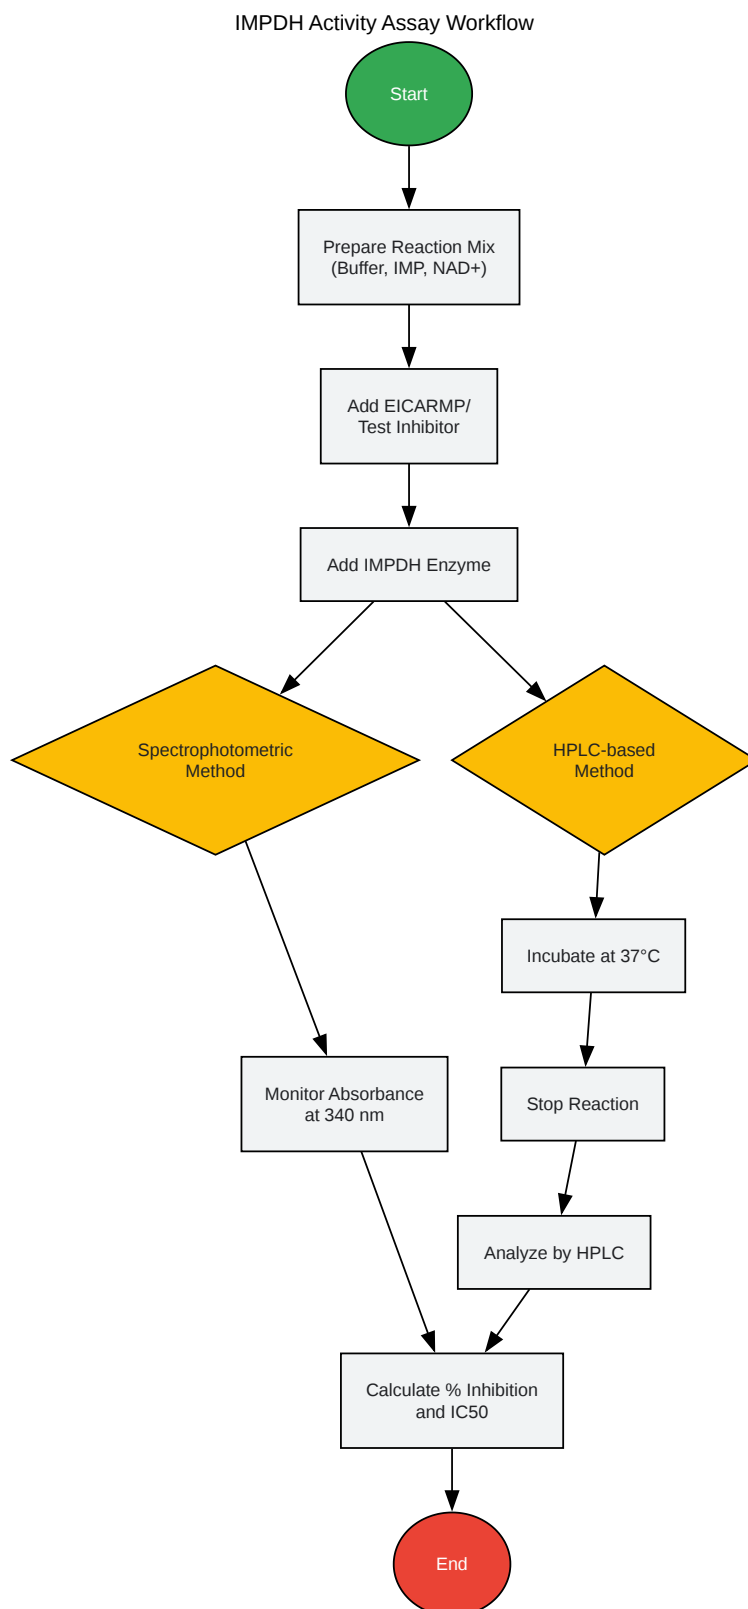 IMPDH Activity Assay Workflow
Start
Prepare Reaction Mix
(Buffer, IMP, NAD+)
Add EICARMP/
Test Inhibitor
Add IMPDH Enzyme
Spectrophotometric
Method
HPLC-based
Method
Incubate at 37°C
Monitor Absorbance
at 340 nm
Stop Reaction
Analyze by HPLC
Calculate % Inhibition
and IC50
End